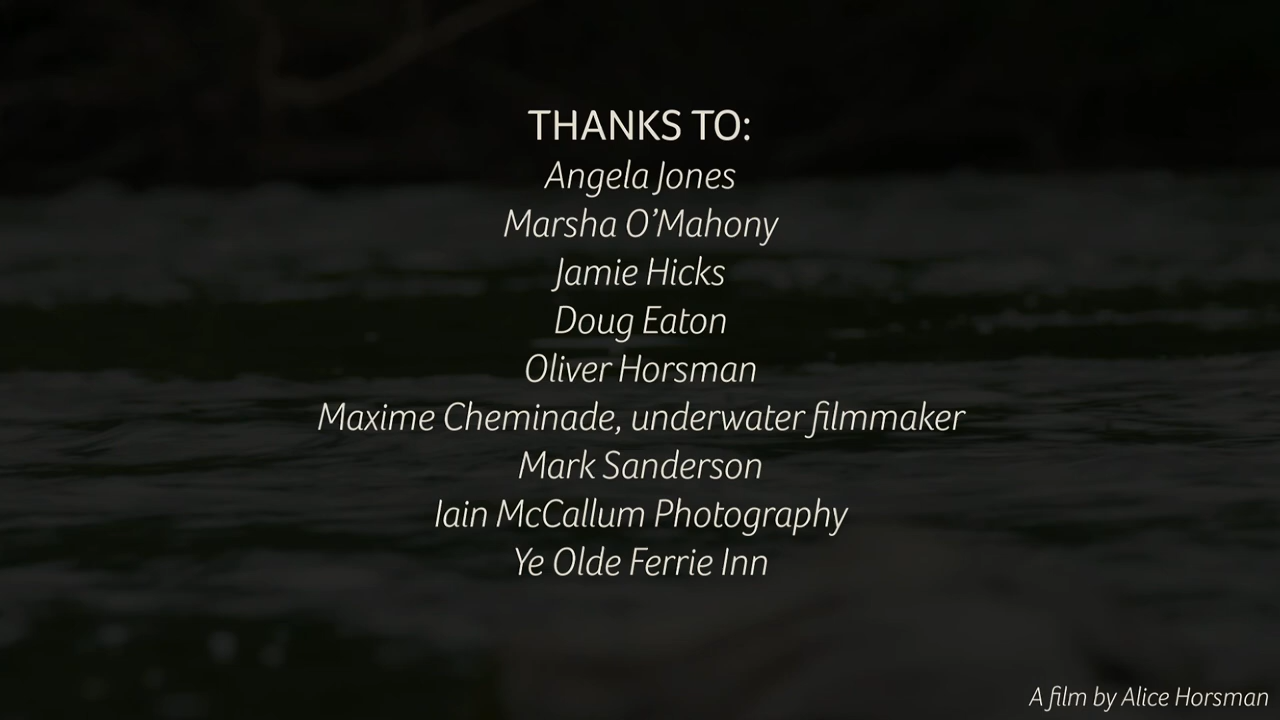 THANKS TO:
Angela Jones
Marsha O’Mahony
Jamie Hicks
Doug Eaton
Oliver Horsman
Maxime Cheminade, underwater filmmaker
Mark Sanderson
Iain McCallum Photography
Ye Olde Ferrie Inn
A film by Alice Horsman